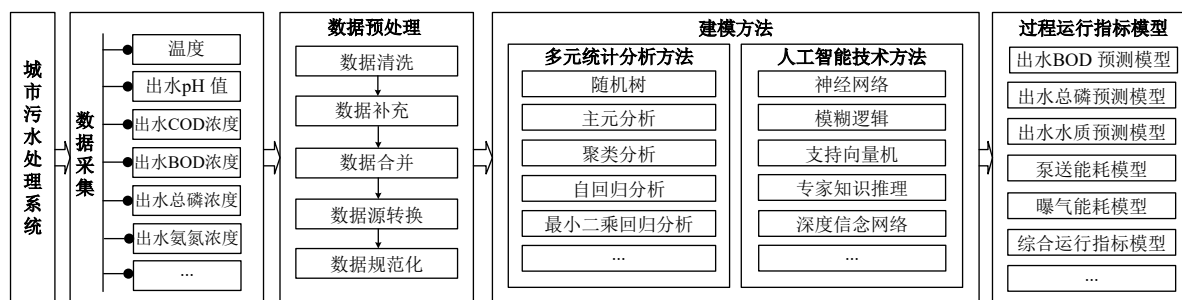 城市污水处理系统
数据采集
温度
出水pH 值
出水COD浓度
出水BOD浓度
出水总磷浓度
出水氨氮浓度
...
数据预处理
数据清洗
数据补充
数据合并
数据源转换
数据规范化
建模方法
多元统计分析方法
随机树
主元分析
聚类分析
自回归分析
最小二乘回归分析
...
人工智能技术方法
神经网络
模糊逻辑
支持向量机
专家知识推理
深度信念网络
...
过程运行指标模型
出水BOD 预测模型
出水总磷预测模型
出水水质预测模型
泵送能耗模型
曝气能耗模型
综合运行指标模型
...